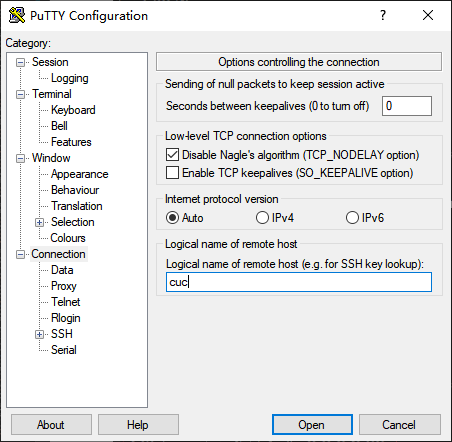 PuTTY Configuration
?
Category:
Session
Logging
Terminal
Keyboard
Bell
Features
Window
Appearance
Behaviour
Translation
Selection
Colours
Connection
Data
Proxy
Telnet
Rlogin
SSH
Serial
Options controlling the connection
Sending of null packets to keep session active
Seconds between keepalives (0 to turn off) 0
Low-level TCP connection options
Disable Nagle's algorithm (TCP_NODELAY option)
Enable TCP keepalives (SO_KEEPALIVE option)
Internet protocol version
Auto IPv4 IPv6
Logical name of remote host
Logical name of remote host (e.g. for SSH key lookup):
cuc
About Help Open Cancel